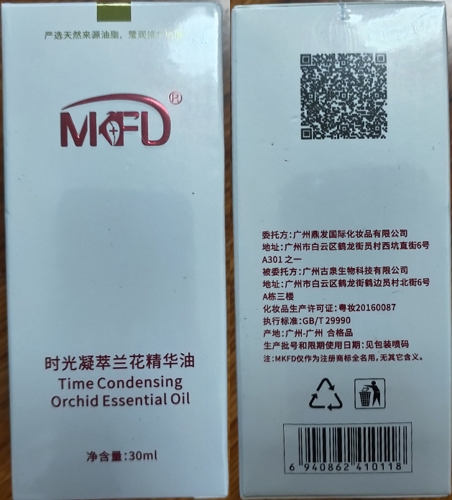 严选天然来源油脂，莹润
MKFD®
时光凝萃兰花精华油
Time Condensing
Orchid Essential Oil
净含量:30ml
委托方:广州鼎发国际化妆品有限公司
地址:广州市白云区鹤龙街员村西坑直街6号
A301之一
被委托方:广州古泉生物科技有限公司
地址:广州市白云区鹤龙街鹤边员村北街6号
A栋三楼
化妆品生产许可证:粤妆20160087
执行标准:GB/T 29990
产地:广州·广州 合格品
生产批号和限期使用日期:见包装喷码
注:MKFD仅作为注册商标全名用,无其它含义。
6 940862 410118